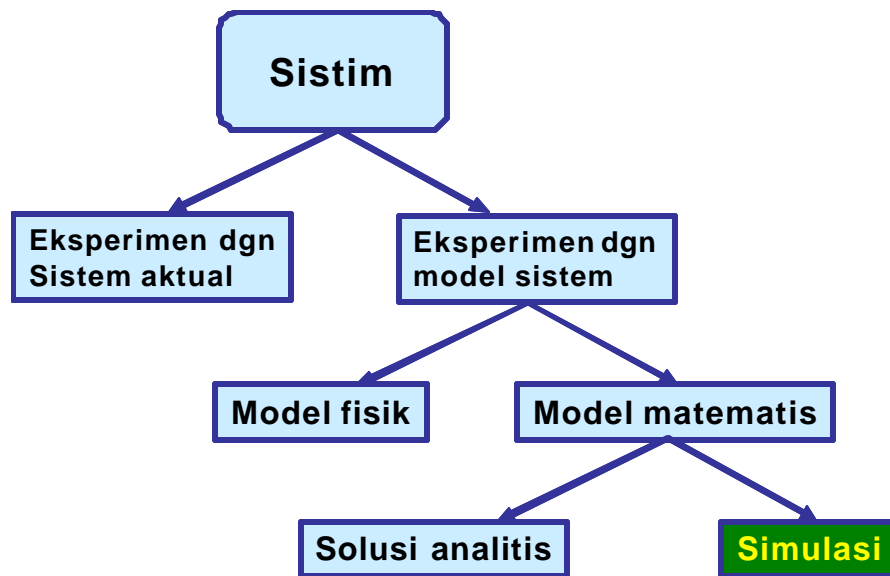 Sistim
Eksperimen dgn
Sistem aktual
Eksperimen dgn
model sistem
Model fisik
Model matematis
Solusi analitis
Simulasi